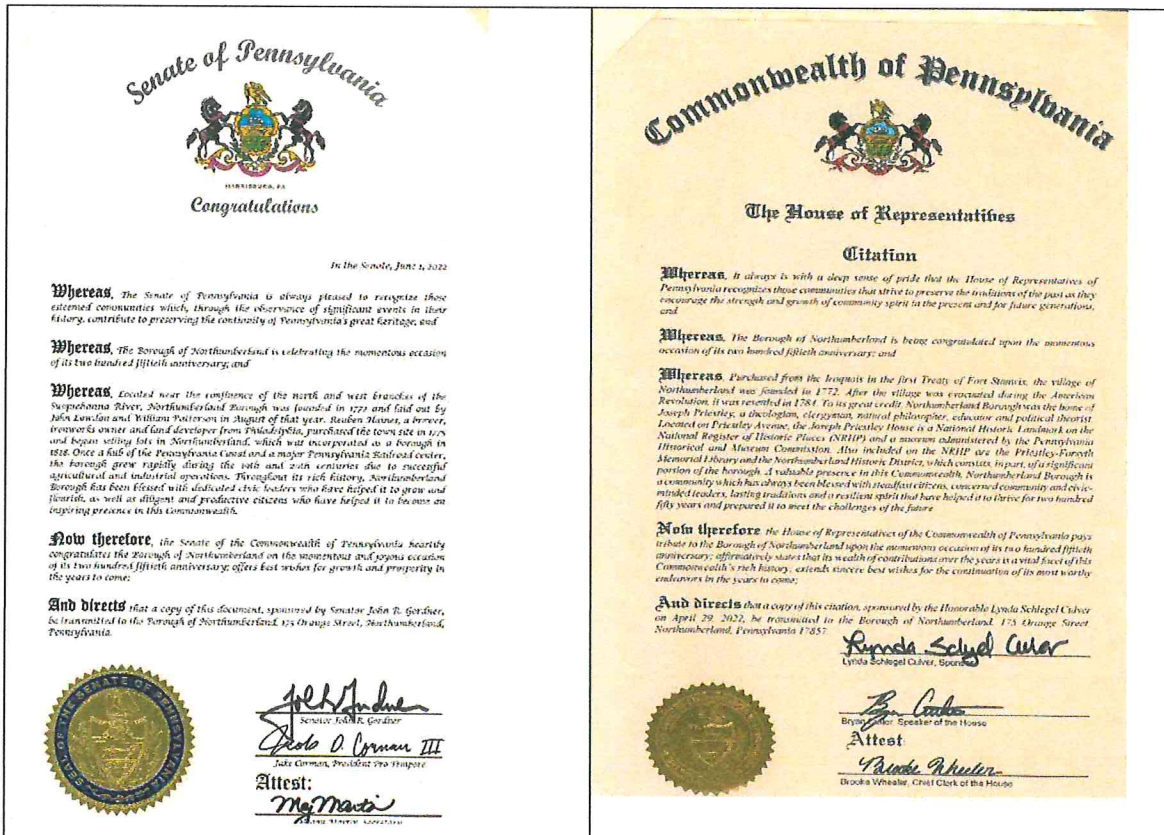 Senate of Pennsylvania
HARRISBURG, PA
Congratulations
In the Senate, June 1, 2022
Whereas, The Senate of Pennsylvania is always pleased to recognize those
esteemed communities which, through the observance of significant events in their
history, contribute to preserving the continuity of Pennsylvania's great heritage; and
Whereas, The Borough of Northumberland is celebrating the momentous occasion
of its two hundred fiftieth anniversary; and
Whereas, Located near the confluence of the north and west branches of the
Susquehanna River, Northumberland Borough was founded in 1772 and laid out by
John Lowdon and William Patterson in August of that year. Reuben Haines, a brewer,
ironworks owner and land developer from Philadelphia, purchased the town site in 1775
and began selling lots in Northumberland, which was incorporated as a borough in
1828. Once a hub of the Pennsylvania Canal and a major Pennsylvania Railroad center,
the borough grew rapidly during the 19th and 20th centuries due to successful
agricultural and industrial operations. Throughout its rich history, Northumberland
Borough has been blessed with dedicated civic leaders who have helped it to grow and
flourish, as well as diligent and productive citizens who have helped it to become an
inspiring presence in this Commonwealth.
Now therefore, the Senate of the Commonwealth of Pennsylvania heartily
congratulates the Borough of Northumberland on the momentous and joyous occasion
of its two hundred fiftieth anniversary; offers best wishes for growth and prosperity in
the years to come;
And directs that a copy of this document, sponsored by Senator John R. Gordner,
be transmitted to the Borough of Northumberland, 175 Orange Street, Northumberland,
Pennsylvania.
SEAL OF THE SENATE OF PENNSYLVANIA
Senator John R. Gordner
Jacob D. Corman III
Jake Corman, President Pro Tempore
Attest:
Secretary
Commonwealth of Pennsylvania
The House of Representatives
Citation
Whereas, It always is with a deep sense of pride that the House of Representatives of
Pennsylvania recognizes those communities that strive to preserve the traditions of the past as they
encourage the strength and growth of community spirit in the present and for future generations;
and
Whereas, The Borough of Northumberland is being congratulated upon the momentous
occasion of its two hundred fiftieth anniversary; and
Whereas, Purchased from the Iroquois in the first Treaty of Fort Stanwix, the village of
Northumberland was founded in 1772. After the village was evacuated during the American
Revolution, it was resettled in 1784. To its great credit, Northumberland Borough was the home of
Joseph Priestley, a theologian, clergyman, natural philosopher, educator and political theorist.
Located on Priestley Avenue, the Joseph Priestley House is a National Historic Landmark on the
National Register of Historic Places (NRHP) and a museum administered by the Pennsylvania
Historical and Museum Commission. Also included on the NRHP are the Priestley-Forsyth
Memorial Library and the Northumberland Historic District, which consists, in part, of a significant
portion of the borough. A valuable presence in this Commonwealth, Northumberland Borough is
a community which has always been blessed with steadfast citizens, concerned community and civic-
minded leaders, lasting traditions and a resilient spirit that have helped it to thrive for two hundred
fifty years and prepared it to meet the challenges of the future.
Now therefore, the House of Representatives of the Commonwealth of Pennsylvania pays
tribute to the Borough of Northumberland upon the momentous occasion of its two hundred fiftieth
anniversary; affirmatively states that its wealth of contributions over the years is a vital facet of this
Commonwealth's rich history; extends sincere best wishes for the continuation of its most worthy
endeavors in the years to come;
And directs that a copy of this citation, sponsored by the Honorable Lynda Schlegel Culver
on April 29, 2022, be transmitted to the Borough of Northumberland, 175 Orange Street,
Northumberland, Pennsylvania 17857.
Lynda Schlegel Culver
Lynda Schlegel Culver, Sponsor
Bryan Cutler, Speaker of the House
Attest
Brooke Wheeler
Brooke Wheeler, Chief Clerk of the House